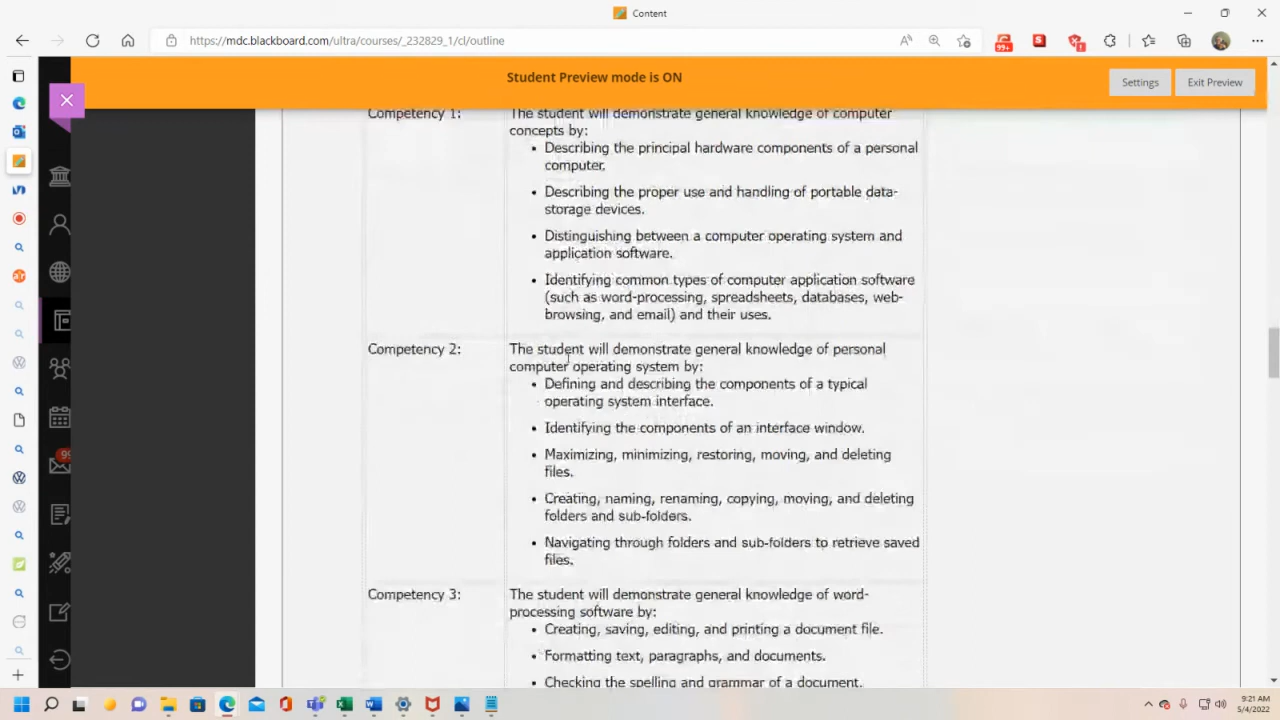 Content
https://mdc.blackboard.com/ultra/courses/_232829_1/cl/outline
99+
Student Preview mode is ON
Settings
Exit Preview
Competency 1:
The student will demonstrate general knowledge of computer
concepts by:
• Describing the principal hardware components of a personal
computer.
• Describing the proper use and handling of portable data-
storage devices.
• Distinguishing between a computer operating system and
application software.
• Identifying common types of computer application software
(such as word-processing, spreadsheets, databases, web-
browsing, and email) and their uses.
Competency 2:
The student will demonstrate general knowledge of personal
computer operating system by:
• Defining and describing the components of a typical
operating system interface.
• Identifying the components of an interface window.
• Maximizing, minimizing, restoring, moving, and deleting
files.
• Creating, naming, renaming, copying, moving, and deleting
folders and sub-folders.
• Navigating through folders and sub-folders to retrieve saved
files.
Competency 3:
The student will demonstrate general knowledge of word-
processing software by:
• Creating, saving, editing, and printing a document file.
• Formatting text, paragraphs, and documents.
• Checking the spelling and grammar of a document.
9:21 AM
5/4/2022